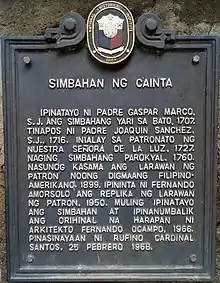 SIMBAHAN NG CAINTA
IPINATAYO NI PADRE GASPAR MARCO,
S.J. ANG SIMBAHANG YARI SA BATO, 1707.
TINAPOS NI PADRE JOAQUIN SANCHEZ,
S.J., 1716. INIALAY SA PATRONATO NG
NUESTRA SEÑORA DE LA LUZ, 1727.
NAGING, SIMBAHANG PAROKYAL, 1760.
NASUNOG KASAMA ANG LARAWAN NG
PATRON NOONG DIGMAANG FILIPINO-
AMERIKANO, 1899. IPININTA NI FERNANDO
AMORSOLO ANG REPLIKA NG LARAWAN
NG PATRON, 1950. MULING IPINATAYO
ANG SIMBAHAN AT IPINANUMBALIK
ANG ORIHINAL NA HARAPAN NI
ARKITEKTO FERNANDO OCAMPO, 1966.
PINASINAYAAN NI RUFINO CARDINAL
SANTOS, 25 PEBRERO 1968.